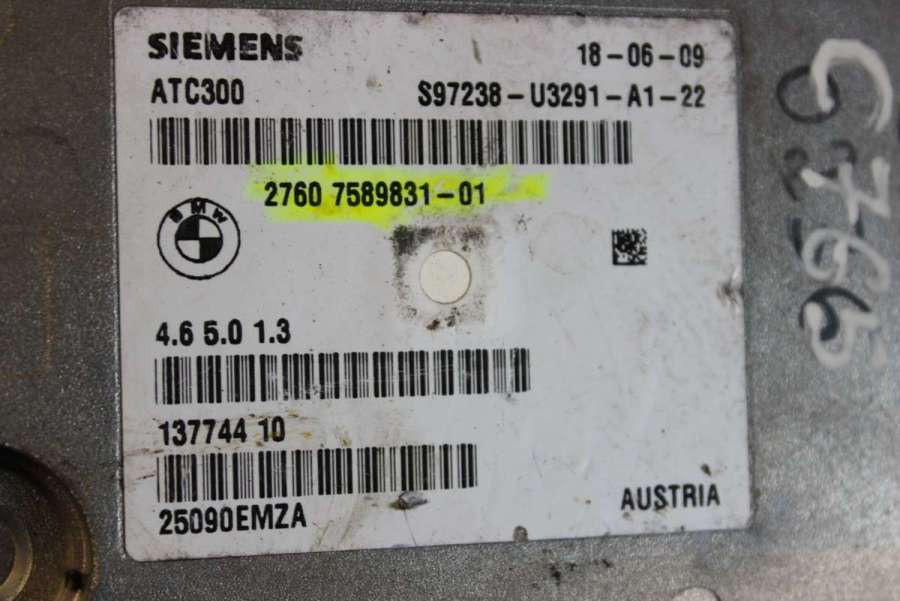 SIEMENS 18-06-09
ATC300 S97238-U3291-A1-22
2760 7589831-01
BMW
4.6 5.0 1.3
137744 10
25090EMZA
AUSTRIA